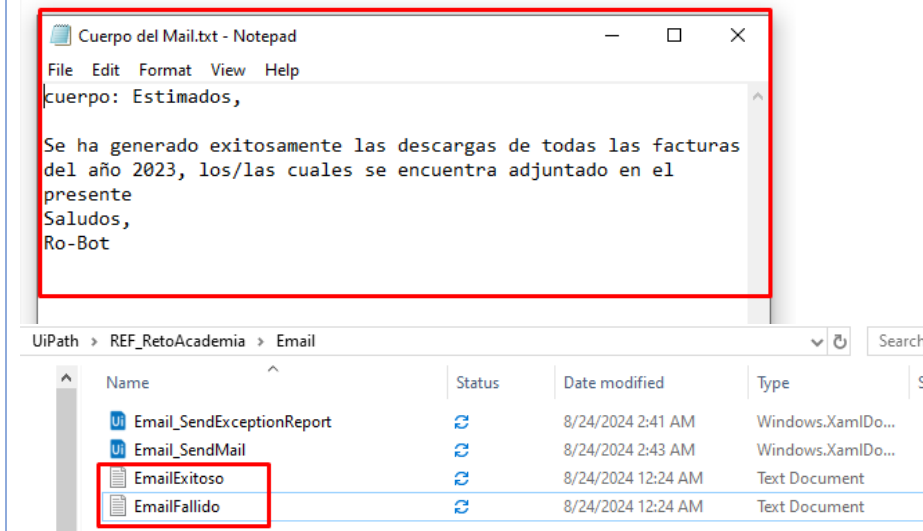 Cuerpo del Mail.txt - Notepad
File Edit Format View Help
cuerpo: Estimados,
Se ha generado exitosamente las descargas de todas las facturas
del año 2023, los/las cuales se encuentra adjuntado en el
presente
Saludos,
Ro-Bot
UiPath > REF_RetoAcademia > Email
Search
Name Status Date modified Type
Ui Email_SendExceptionReport 8/24/2024 2:41 AM Windows.XamlDo...
Ui Email_SendMail 8/24/2024 2:43 AM Windows.XamlDo...
EmailExitoso 8/24/2024 12:24 AM Text Document
EmailFallido 8/24/2024 12:24 AM Text Document